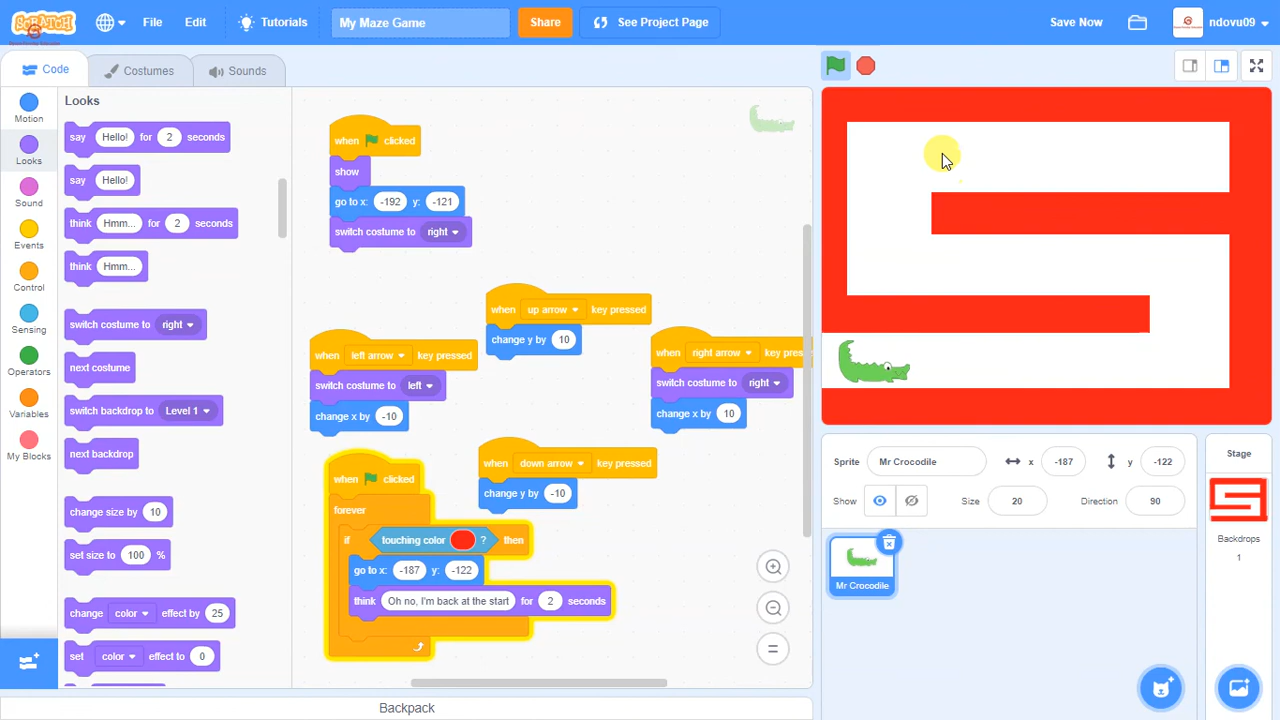 SCRATCH
File
Edit
Tutorials
My Maze Game
Share
See Project Page
Save Now
ndovu09
Code
Costumes
Sounds
Motion
Looks
Sound
Events
Control
Sensing
Operators
Variables
My Blocks
Looks
say Hello! for 2 seconds
say Hello!
think Hmm... for 2 seconds
think Hmm...
switch costume to right
next costume
switch backdrop to Level 1
next backdrop
change size by 10
set size to 100 %
change color effect by 25
set color effect to 0
when clicked
show
go to x: -192 y: -121
switch costume to right
when up arrow key pressed
change y by 10
when left arrow key pressed
switch costume to left
change x by -10
when right arrow key pres
switch costume to right
change x by 10
when clicked
forever
if touching color ? then
go to x: -187 y: -122
think Oh no, I'm back at the start for 2 seconds
when down arrow key pressed
change y by -10
Backpack
Sprite Mr Crocodile x -187 y -122
Show Size 20 Direction 90
Mr Crocodile
Stage
Backdrops
1